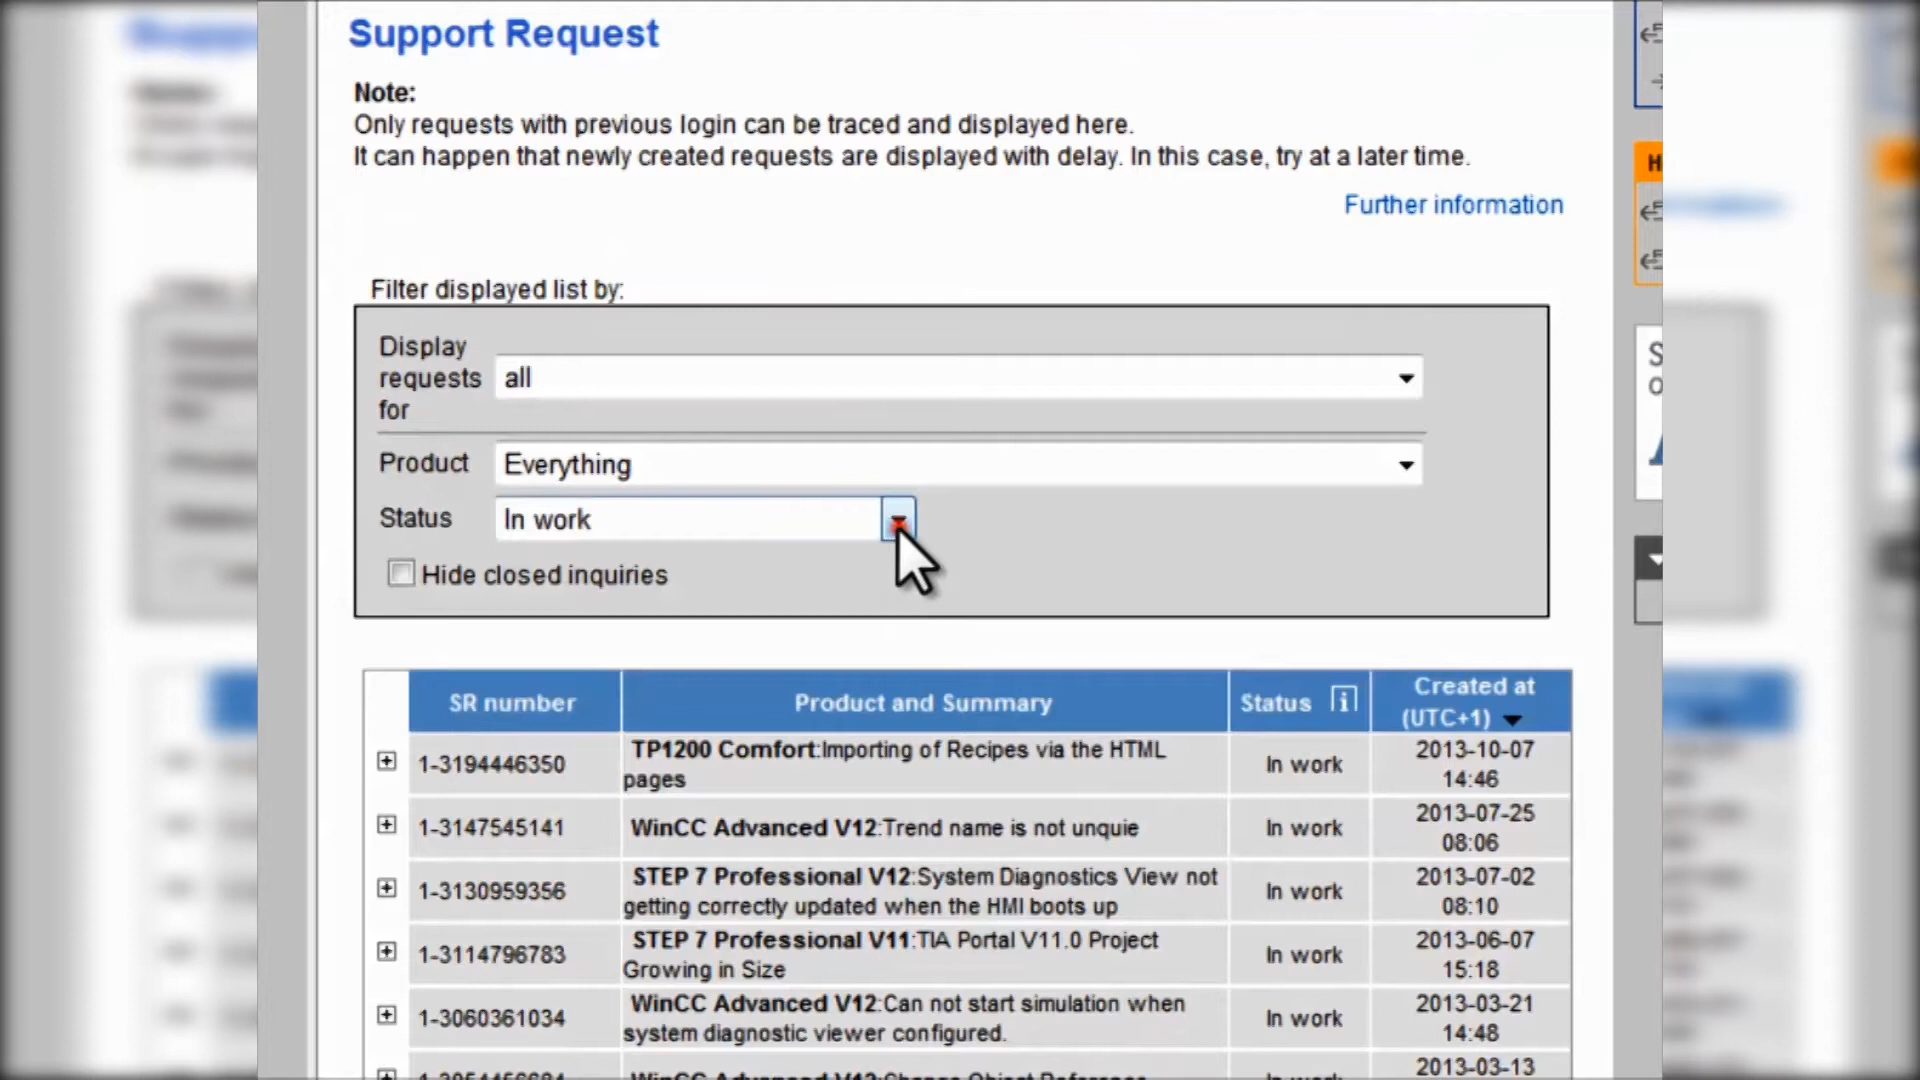 Support Request
Note:
Only requests with previous login can be traced and displayed here.
It can happen that newly created requests are displayed with delay. In this case, try at a later time.
Further information
Filter displayed list by:
Display
requests
for
all
Product
Everything
Status
In work
Hide closed inquiries
SR number
Product and Summary
Status
Created at
(UTC+1)
1-3194446350
TP1200 Comfort:Importing of Recipes via the HTML
pages
In work
2013-10-07
14:46
1-3147545141
WinCC Advanced V12:Trend name is not unquie
In work
2013-07-25
08:06
1-3130959356
STEP 7 Professional V12:System Diagnostics View not
getting correctly updated when the HMI boots up
In work
2013-07-02
08:10
1-3114796783
STEP 7 Professional V11:TIA Portal V11.0 Project
Growing in Size
In work
2013-06-07
15:18
1-3060361034
WinCC Advanced V12:Can not start simulation when
system diagnostic viewer configured.
In work
2013-03-21
14:48
WinCC Advanced V12:Change Object Reference
In work
2013-03-13